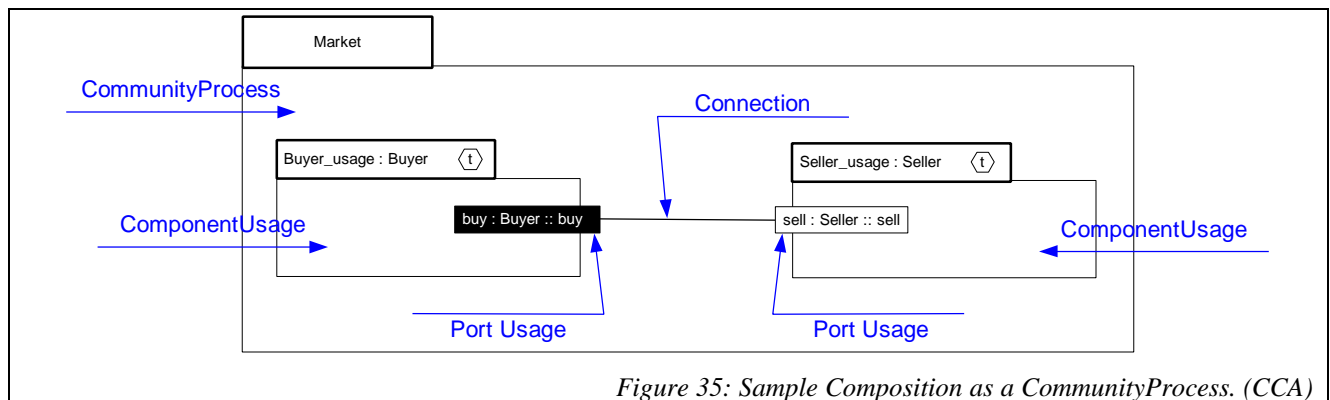 Market
CommunityProcess
Connection
Buyer_usage : Buyer
t
Seller_usage : Seller
t
buy : Buyer :: buy
sell : Seller :: sell
ComponentUsage
ComponentUsage
Port Usage
Port Usage
Figure 35: Sample Composition as a CommunityProcess. (CCA)